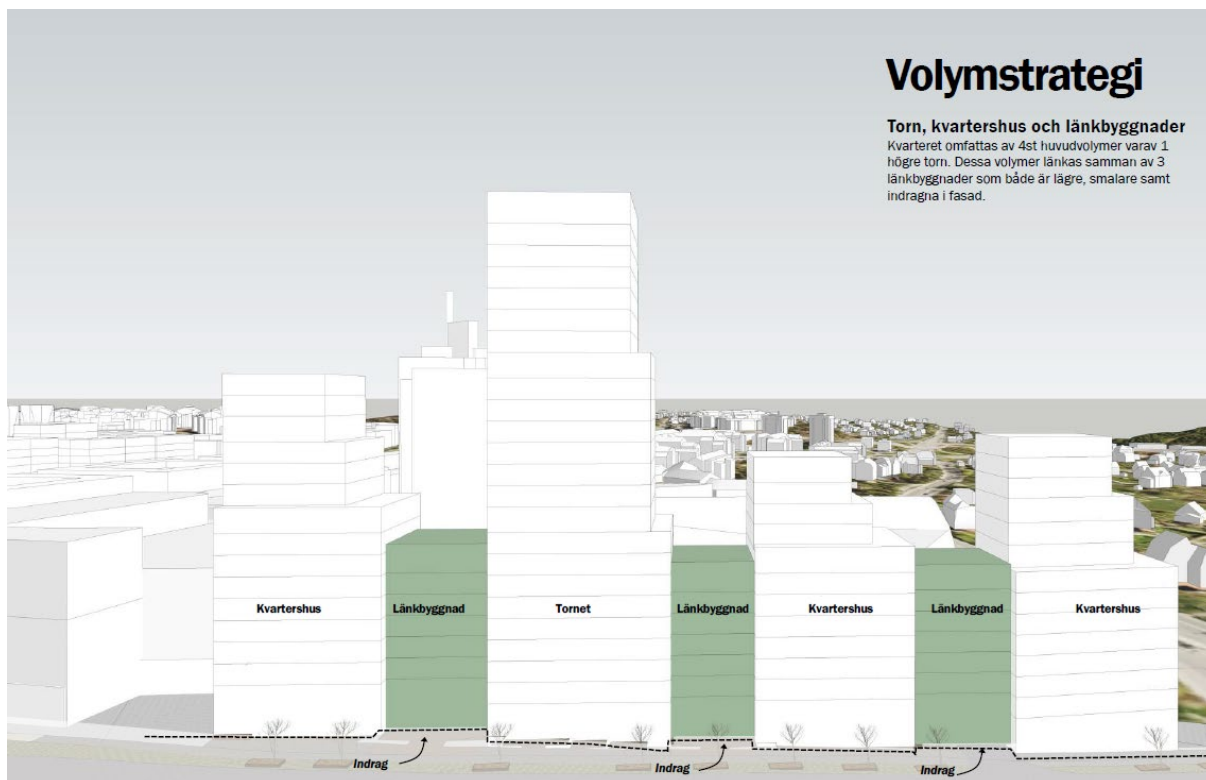 Volymstrategi
Torn, kvartershus och länkbyggnader
Kvarteret omfattas av 4st huvudvolymer varav 1
högre torn. Dessa volymer länkas samman av 3
länkbyggnader som både är lägre, smalare samt
indragna i fasad.
Kvartershus
Länkbyggnad
Tornet
Länkbyggnad
Kvartershus
Länkbyggnad
Kvartershus
Indrag
Indrag
Indrag